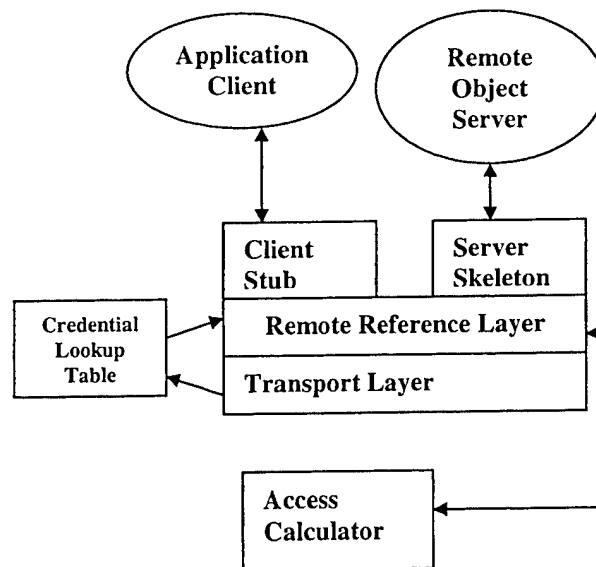 Application
Client
Remote
Object
Server
Client
Stub
Server
Skeleton
Credential
Lookup
Table
Remote Reference Layer
Transport Layer
Access
Calculator